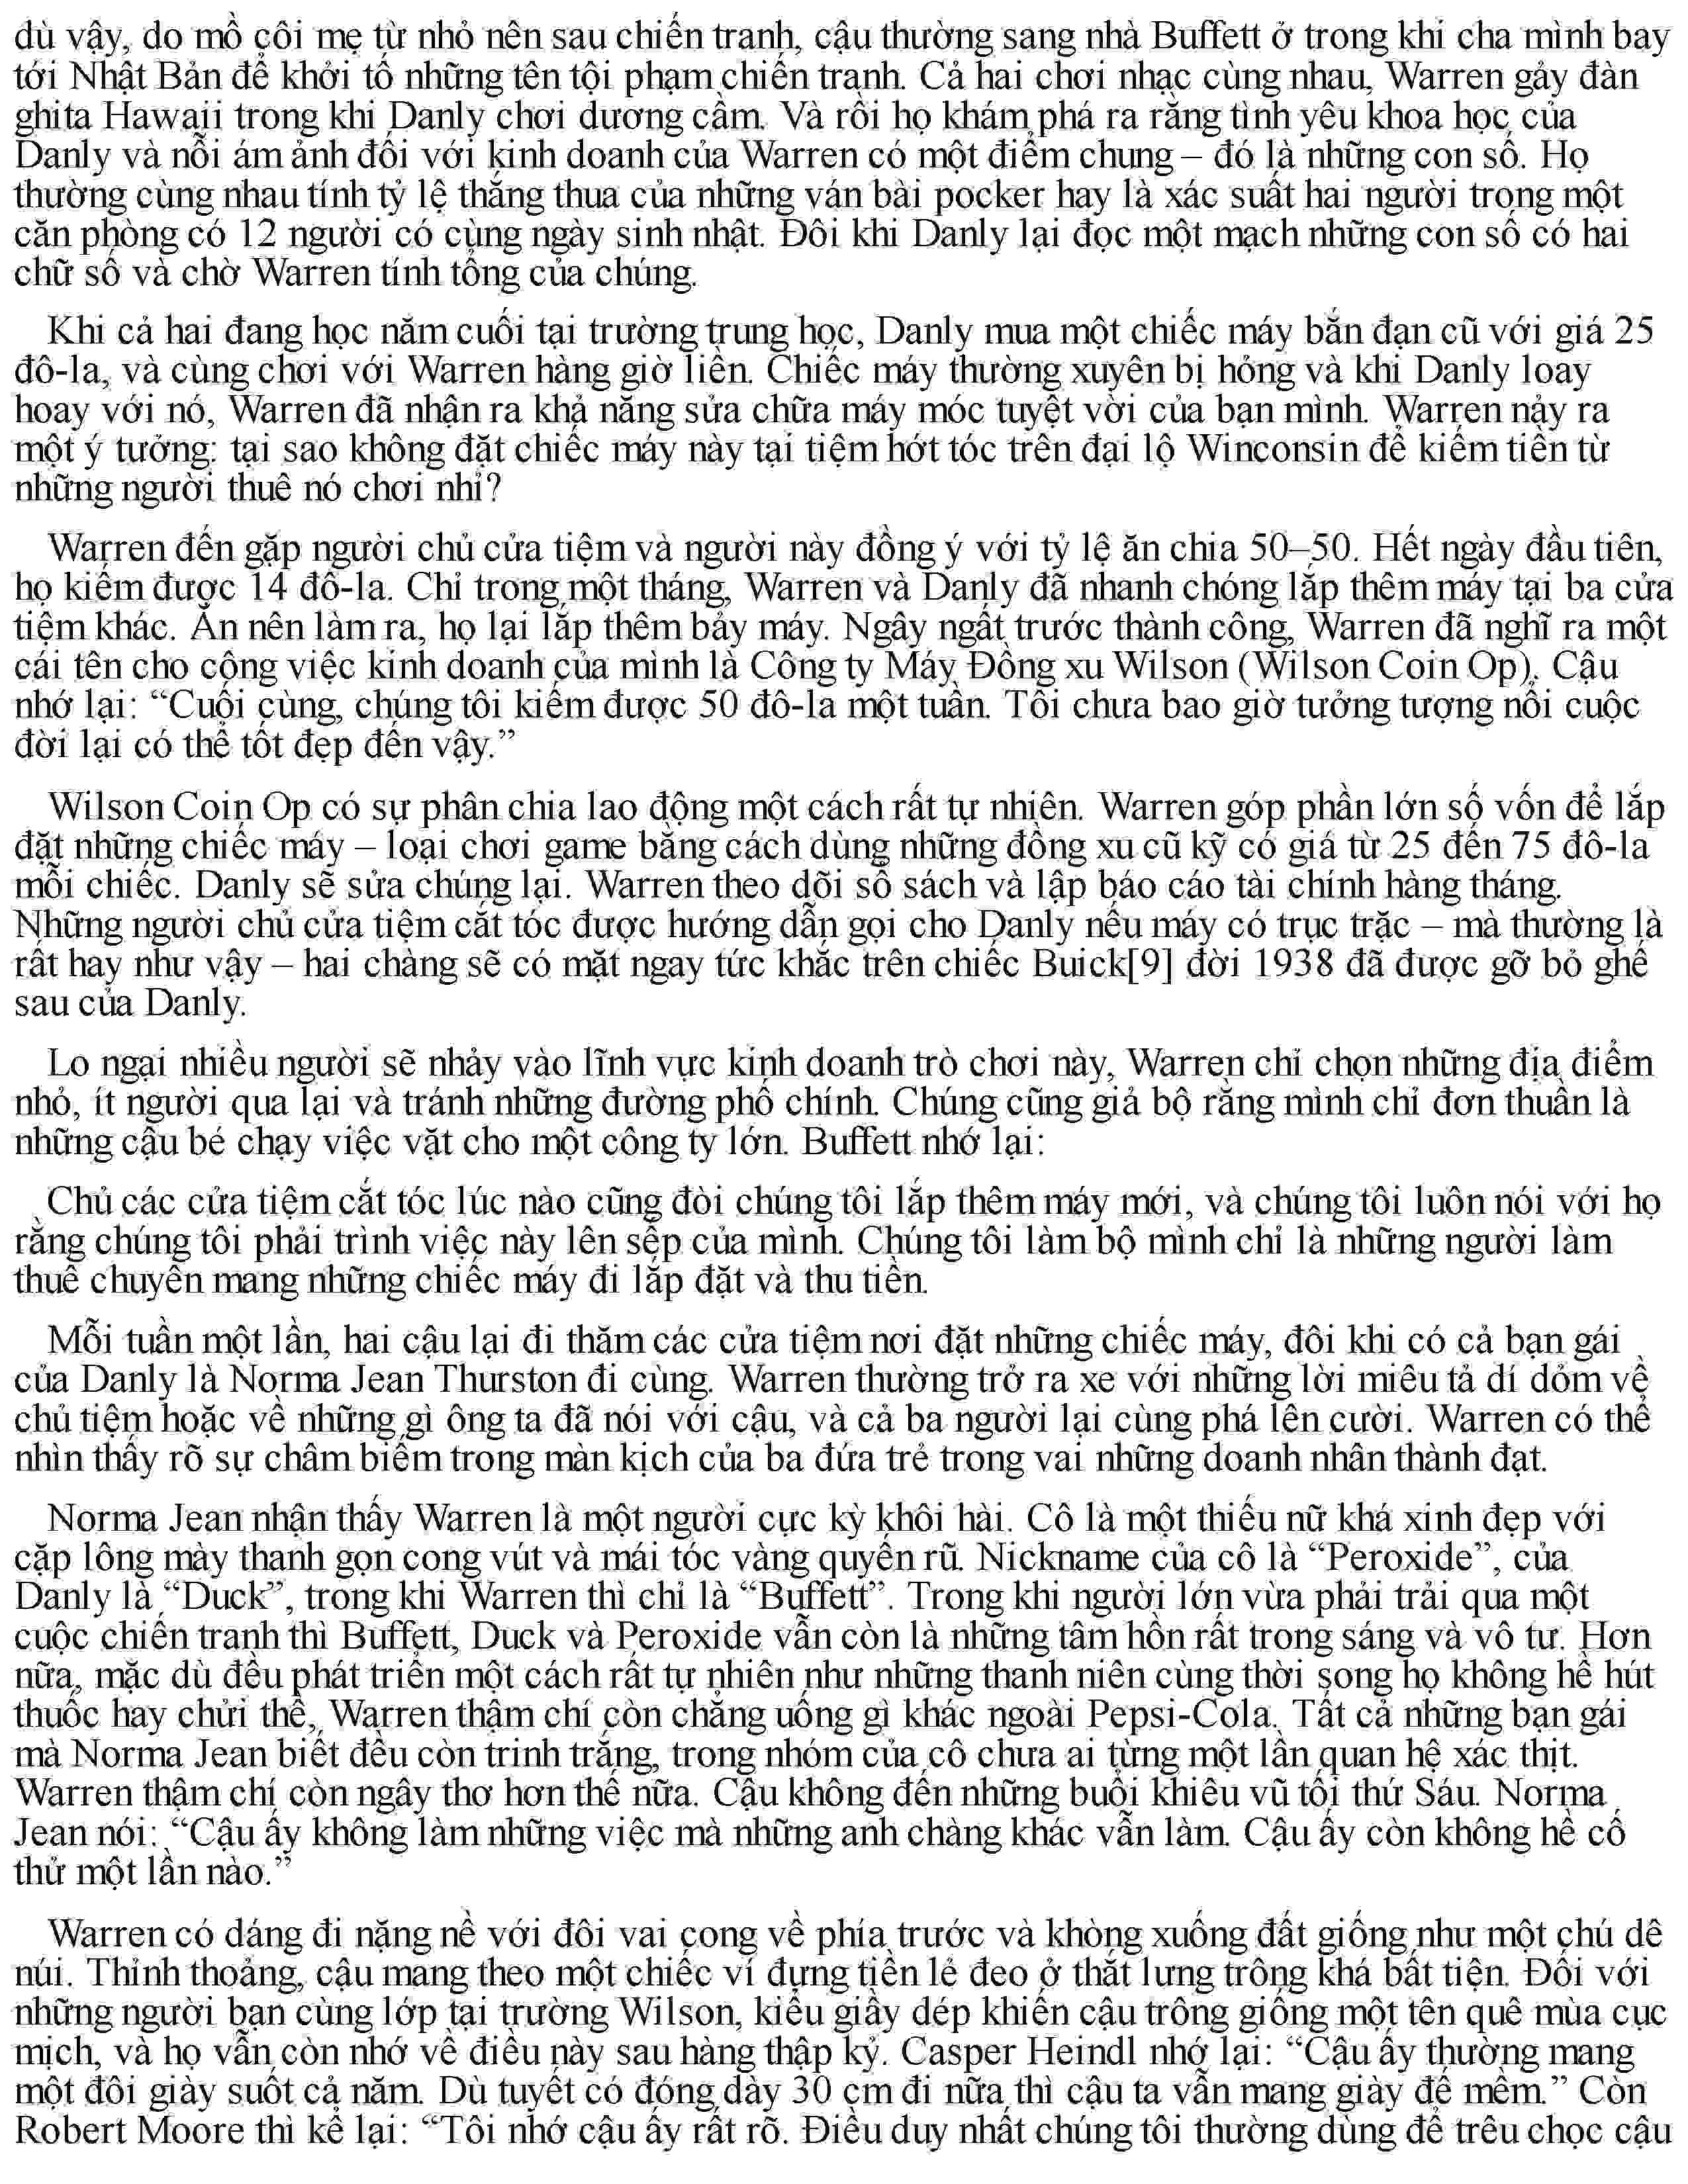 dù vậy, do mồ côi mẹ từ nhỏ nên sau chiến tranh, cậu thường sang nhà Buffett ở trong khi cha mình bay
tới Nhật Bản để khởi tố những tên tội phạm chiến tranh. Cả hai chơi nhạc cùng nhau, Warren gảy đàn
ghita Hawaii trong khi Danly chơi dương cầm. Và rồi họ khám phá ra rằng tình yêu khoa học của
Danly và nỗi ám ảnh đối với kinh doanh của Warren có một điểm chung – đó là những con số. Họ
thường cùng nhau tính tỷ lệ thắng thua của những ván bài pocker hay là xác suất hai người trong một
căn phòng có 12 người có cùng ngày sinh nhật. Đôi khi Danly lại đọc một mạch những con số có hai
chữ số và chờ Warren tính tổng của chúng.
Khi cả hai đang học năm cuối tại trường trung học, Danly mua một chiếc máy bắn đạn cũ với giá 25
đô-la, và cùng chơi với Warren hàng giờ liền. Chiếc máy thường xuyên bị hỏng và khi Danly loay
hoay với nó, Warren đã nhận ra khả năng sửa chữa máy móc tuyệt vời của bạn mình. Warren nảy ra
một ý tưởng: tại sao không đặt chiếc máy này tại tiệm hớt tóc trên đại lộ Winconsin để kiếm tiền từ
những người thuê nó chơi nhỉ?
Warren đến gặp người chủ cửa tiệm và người này đồng ý với tỷ lệ ăn chia 50–50. Hết ngày đầu tiên,
họ kiếm được 14 đô-la. Chỉ trong một tháng, Warren và Danly đã nhanh chóng lắp thêm máy tại ba cửa
tiệm khác. Ăn nên làm ra, họ lại lắp thêm bảy máy. Ngây ngất trước thành công, Warren đã nghĩ ra một
cái tên cho công việc kinh doanh của mình là Công ty Máy Đồng xu Wilson (Wilson Coin Op). Cậu
nhớ lại: “Cuối cùng, chúng tôi kiếm được 50 đô-la một tuần. Tôi chưa bao giờ tưởng tượng nổi cuộc
đời lại có thể tốt đẹp đến vậy.”
Wilson Coin Op có sự phân chia lao động một cách rất tự nhiên. Warren góp phần lớn số vốn để lắp
đặt những chiếc máy – loại chơi game bằng cách dùng những đồng xu cũ kỹ có giá từ 25 đến 75 đô-la
mỗi chiếc. Danly sẽ sửa chúng lại. Warren theo dõi sổ sách và lập báo cáo tài chính hàng tháng.
Những người chủ cửa tiệm cắt tóc được hướng dẫn gọi cho Danly nếu máy có trục trặc – mà thường là
rất hay như vậy – hai chàng sẽ có mặt ngay tức khắc trên chiếc Buick[9] đời 1938 đã được gỡ bỏ ghế
sau của Danly.
Lo ngại nhiều người sẽ nhảy vào lĩnh vực kinh doanh trò chơi này, Warren chỉ chọn những địa điểm
nhỏ, ít người qua lại và tránh những đường phố chính. Chúng cũng giả bộ rằng mình chỉ đơn thuần là
những cậu bé chạy việc vặt cho một công ty lớn. Buffett nhớ lại:
Chủ các cửa tiệm cắt tóc lúc nào cũng đòi chúng tôi lắp thêm máy mới, và chúng tôi luôn nói với họ
rằng chúng tôi phải trình việc này lên sếp của mình. Chúng tôi làm bộ mình chỉ là những người làm
thuê chuyên mang những chiếc máy đi lắp đặt và thu tiền.
Mỗi tuần một lần, hai cậu lại đi thăm các cửa tiệm nơi đặt những chiếc máy, đôi khi có cả bạn gái
của Danly là Norma Jean Thurston đi cùng. Warren thường trở ra xe với những lời miêu tả dí dỏm về
chủ tiệm hoặc về những gì ông ta đã nói với cậu, và cả ba người lại cùng phá lên cười. Warren có thể
nhìn thấy rõ sự châm biếm trong màn kịch của ba đứa trẻ trong vai những doanh nhân thành đạt.
Norma Jean nhận thấy Warren là một người cực kỳ khôi hài. Cô là một thiếu nữ khá xinh đẹp với
cặp lông mày thanh gọn cong vút và mái tóc vàng quyến rũ. Nickname của cô là “Peroxide”, của
Danly là “Duck”, trong khi Warren thì chỉ là “Buffett”. Trong khi người lớn vừa phải trải qua một
cuộc chiến tranh thì Buffett, Duck và Peroxide vẫn còn là những tâm hồn rất trong sáng và vô tư. Hơn
nữa, mặc dù đều phát triển một cách rất tự nhiên như những thanh niên cùng thời song họ không hề hút
thuốc hay chửi thề, Warren thậm chí còn chẳng uống gì khác ngoài Pepsi-Cola. Tất cả những bạn gái
mà Norma Jean biết đều còn trinh trắng, trong nhóm của cô chưa ai từng một lần quan hệ xác thịt.
Warren thậm chí còn ngây thơ hơn thế nữa. Cậu không đến những buổi khiêu vũ tối thứ Sáu. Norma
Jean nói: “Cậu ấy không làm những việc mà những anh chàng khác vẫn làm. Cậu ấy còn không hề cố
thử một lần nào.”
Warren có dáng đi nặng nề với đôi vai cong về phía trước và khòng xuống đất giống như một chú dê
núi. Thỉnh thoảng, cậu mang theo một chiếc ví đựng tiền lẻ đeo ở thắt lưng trông khá bất tiện. Đối với
những người bạn cùng lớp tại trường Wilson, kiểu giầy dép khiến cậu trông giống một tên quê mùa cục
mịch, và họ vẫn còn nhớ về điều này sau hàng thập kỷ. Casper Heindl nhớ lại: “Cậu ấy thường mang
một đôi giày suốt cả năm. Dù tuyết có đóng dày 30 cm đi nữa thì cậu ta vẫn mang giày đế mềm.” Còn
Robert Moore thì kể lại: “Tôi nhớ cậu ấy rất rõ. Điều duy nhất chúng tôi thường dùng để trêu chọc cậu